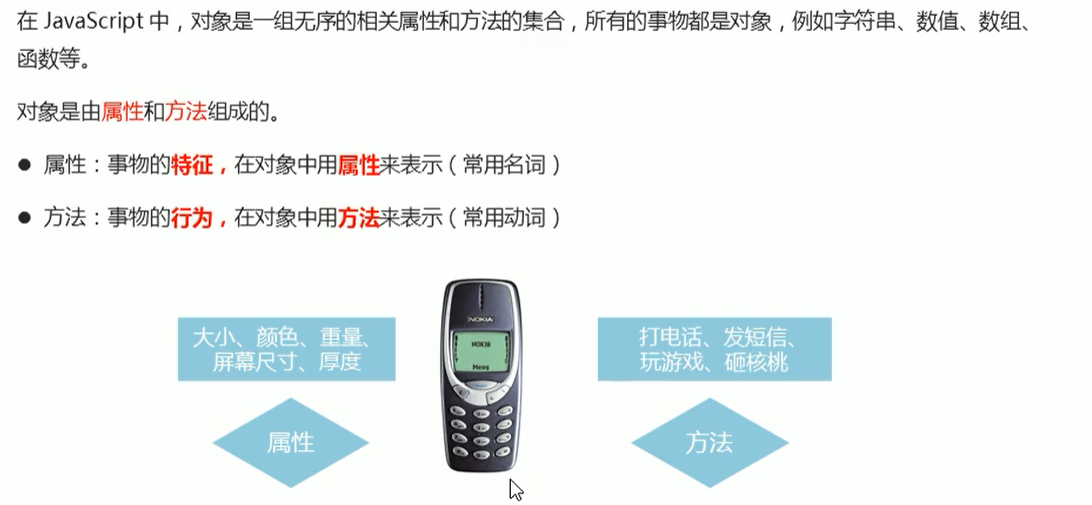 在 JavaScript 中，对象是一组无序的相关属性和方法的集合，所有的事物都是对象，例如字符串、数值、数组、
函数等。
对象是由属性和方法组成的。
● 属性：事物的特征，在对象中用属性来表示（常用名词）
● 方法：事物的行为，在对象中用方法来表示（常用动词）
大小、颜色、重量、
屏幕尺寸、厚度
属性
NOKIA
Menu
打电话、发短信、
玩游戏、砸核桃
方法